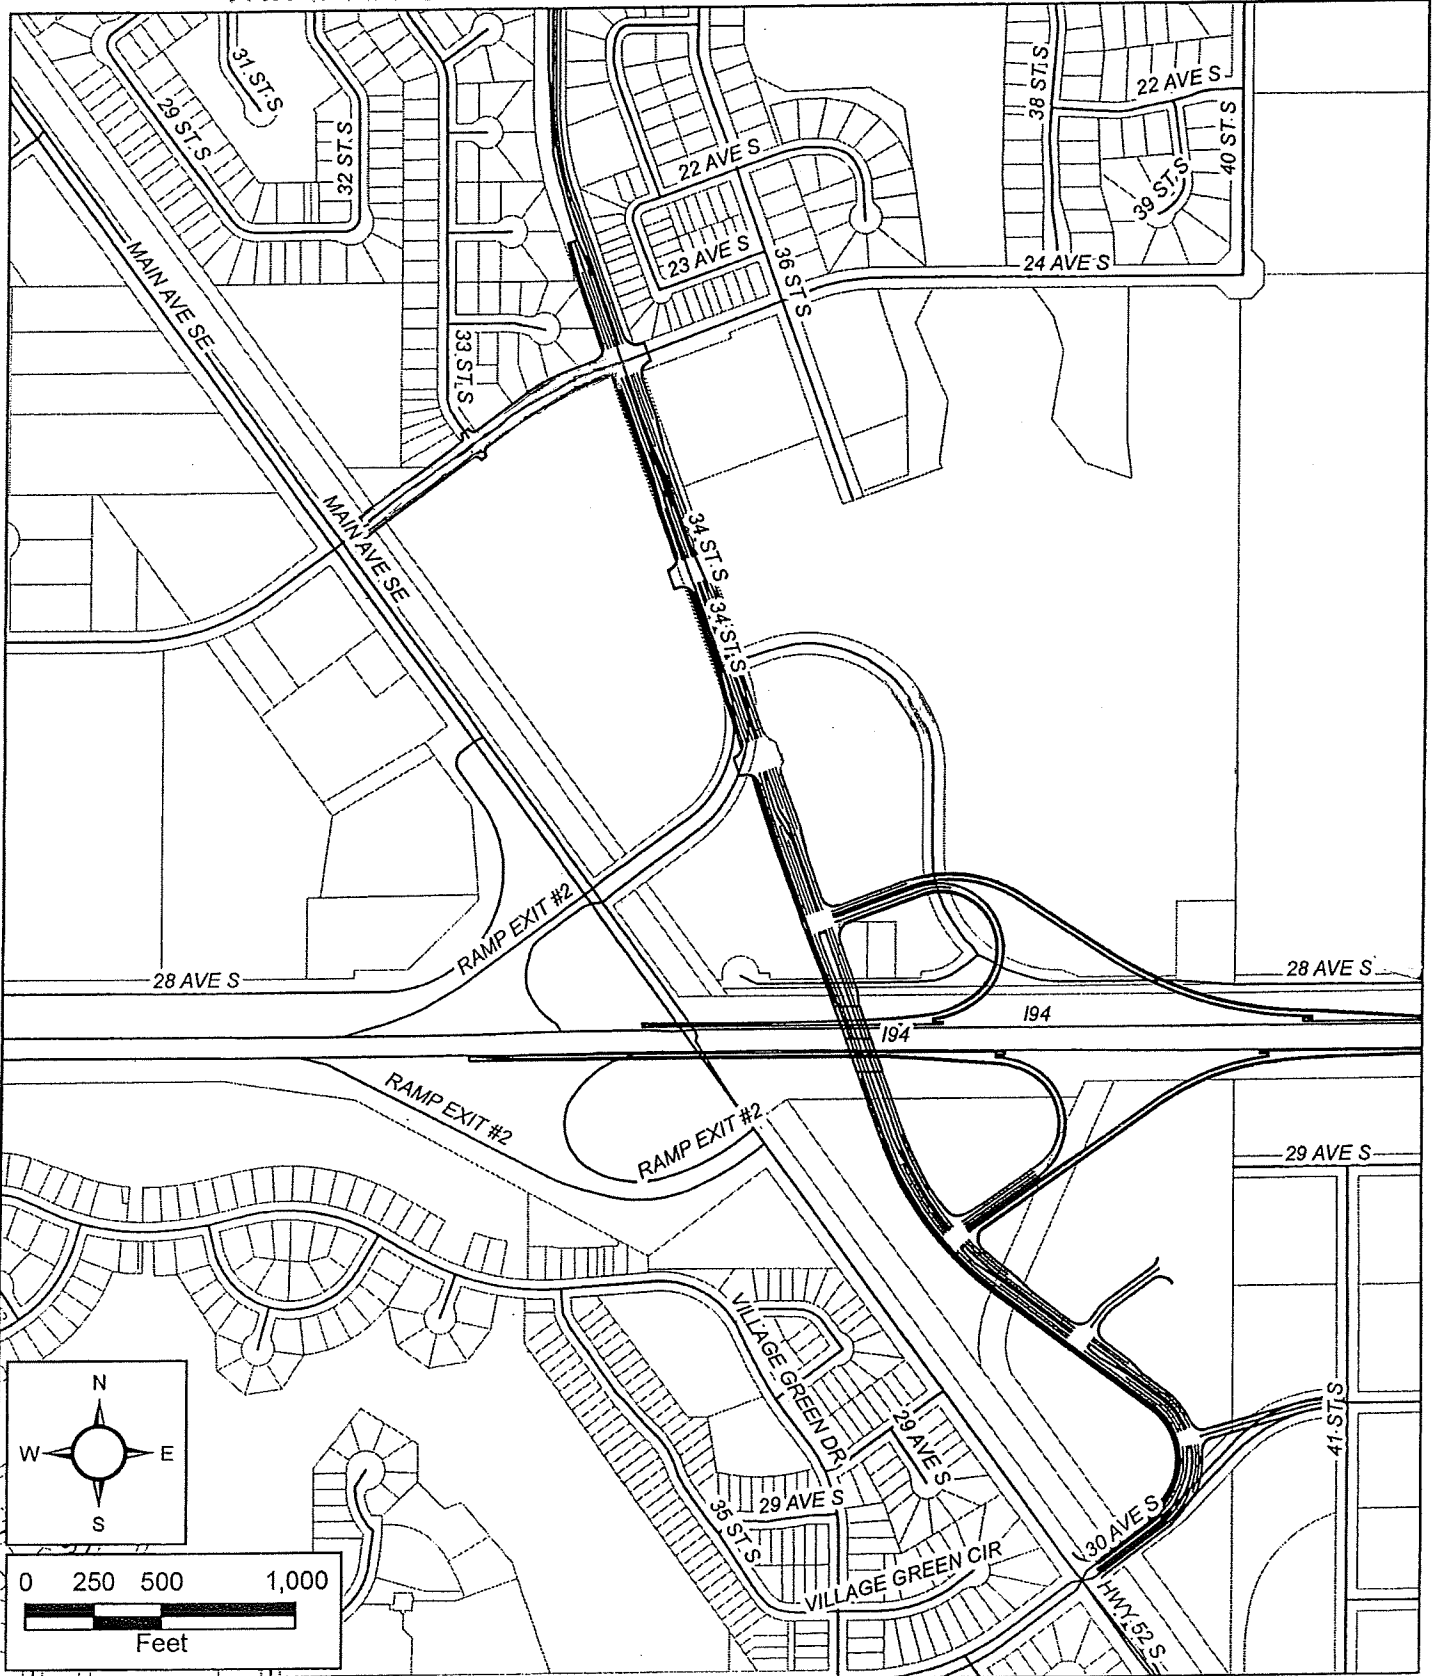 31 ST S
29 ST S
32 ST S
38 ST S
22 AVE S
40 ST S
39 ST S
22 AVE S
23 AVE S
36 ST S
24 AVE S
MAIN AVE SE
33 ST S
MAIN AVE SE
34 ST S
34 ST S
RAMP EXIT #2
28 AVE S
28 AVE S
I94
I94
RAMP EXIT #2
RAMP EXIT #2
29 AVE S
VILLAGE GREEN DR
29 AVE S
41 ST S
29 AVE S
35 ST S
30 AVE S
VILLAGE GREEN CIR
HWY 52 S
N
W E
S
0 250 500 1,000
Feet